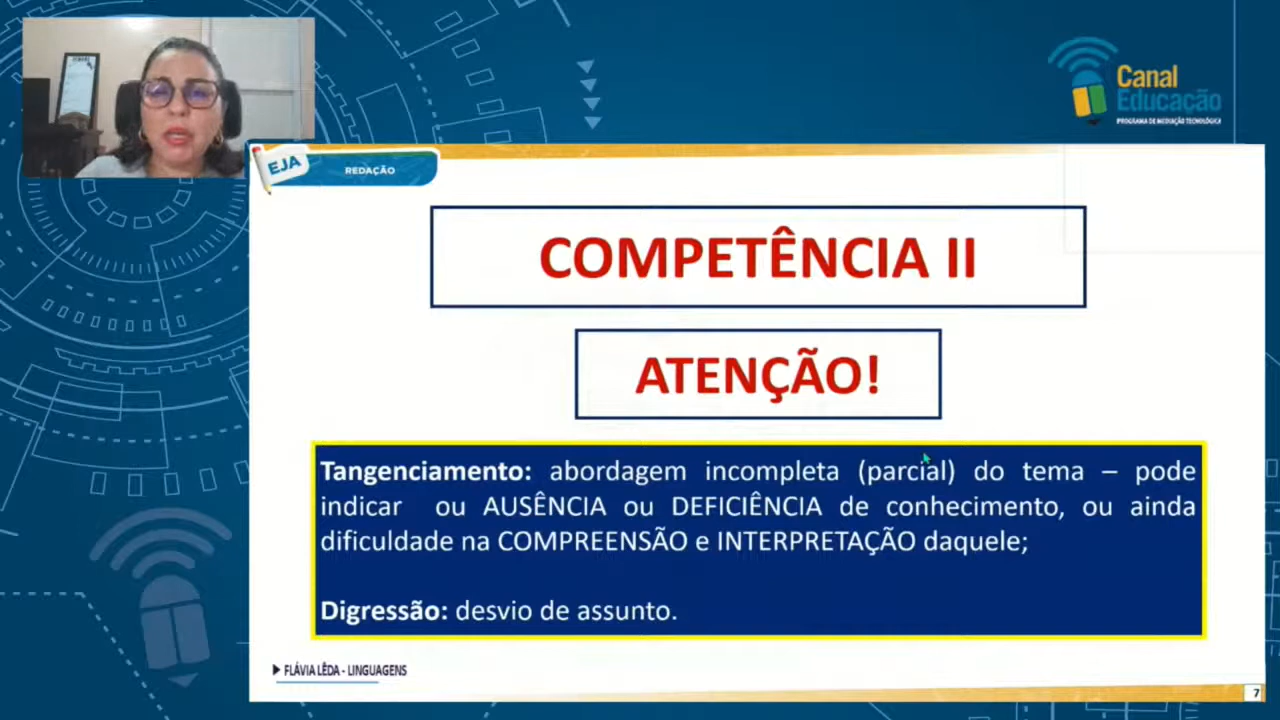 Canal
Educação
PROGRAMA DE MEDIAÇÃO TECNOLÓGICA
EJA
REDAÇÃO
COMPETÊNCIA II
ATENÇÃO!
Tangenciamento: abordagem incompleta (parcial) do tema – pode
indicar ou AUSÊNCIA ou DEFICIÊNCIA de conhecimento, ou ainda
dificuldade na COMPREENSÃO e INTERPRETAÇÃO daquele;
Digressão: desvio de assunto.
FLÁVIA LÊDA - LINGUAGENS
7